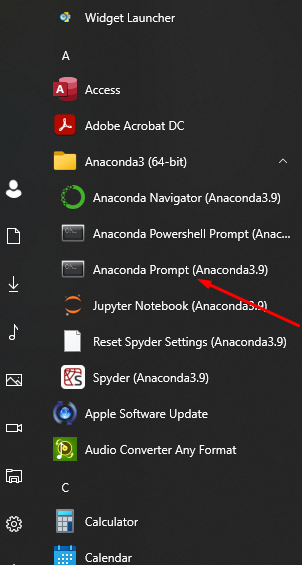 Widget Launcher
A
Access
Adobe Acrobat DC
Anaconda3 (64-bit)
Anaconda Navigator (Anaconda3.9)
Anaconda Powershell Prompt (Anac...
Anaconda Prompt (Anaconda3.9)
Jupyter Notebook (Anaconda3.9)
Reset Spyder Settings (Anaconda3.9)
Spyder (Anaconda3.9)
Apple Software Update
Audio Converter Any Format
C
Calculator
Calendar